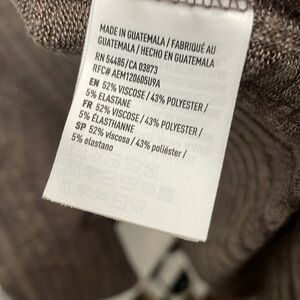 MADE IN GUATEMALA / FABRIQUÉ AU
GUATEMALA / HECHO EN GUATEMALA
RN 54485/CA 03873
RFC# AEM120605U9A
EN 52% VISCOSE / 43% POLYESTER /
5% ELASTANE
FR 52% VISCOSE / 43% POLYESTER /
5% ÉLASTHANNE
SP 52% viscosa / 43% poliéster /
5% elastano